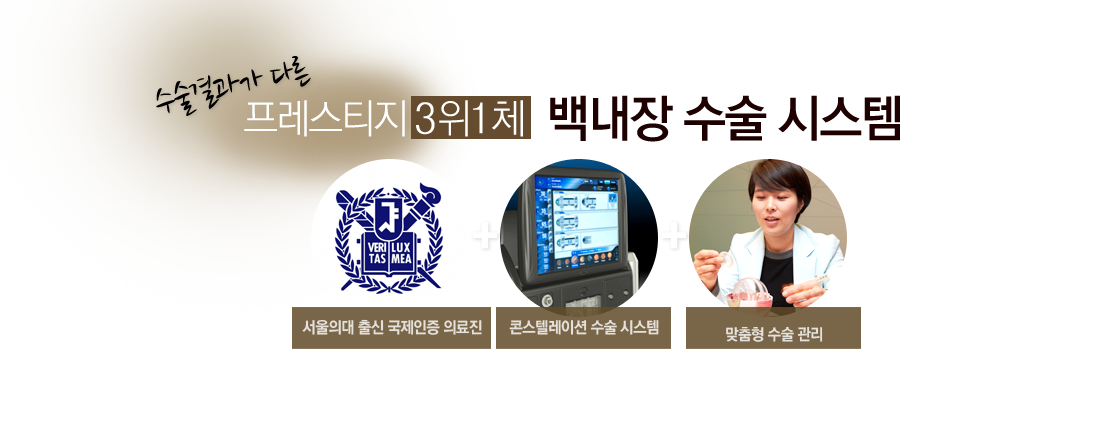 수술결과가 다른
프레스티지 3위1체 백내장 수술 시스템
VERI LUX
TAS MEA
+ +
서울의대 출신 국제인증 의료진
콘스텔레이션 수술 시스템
맞춤형 수술 관리